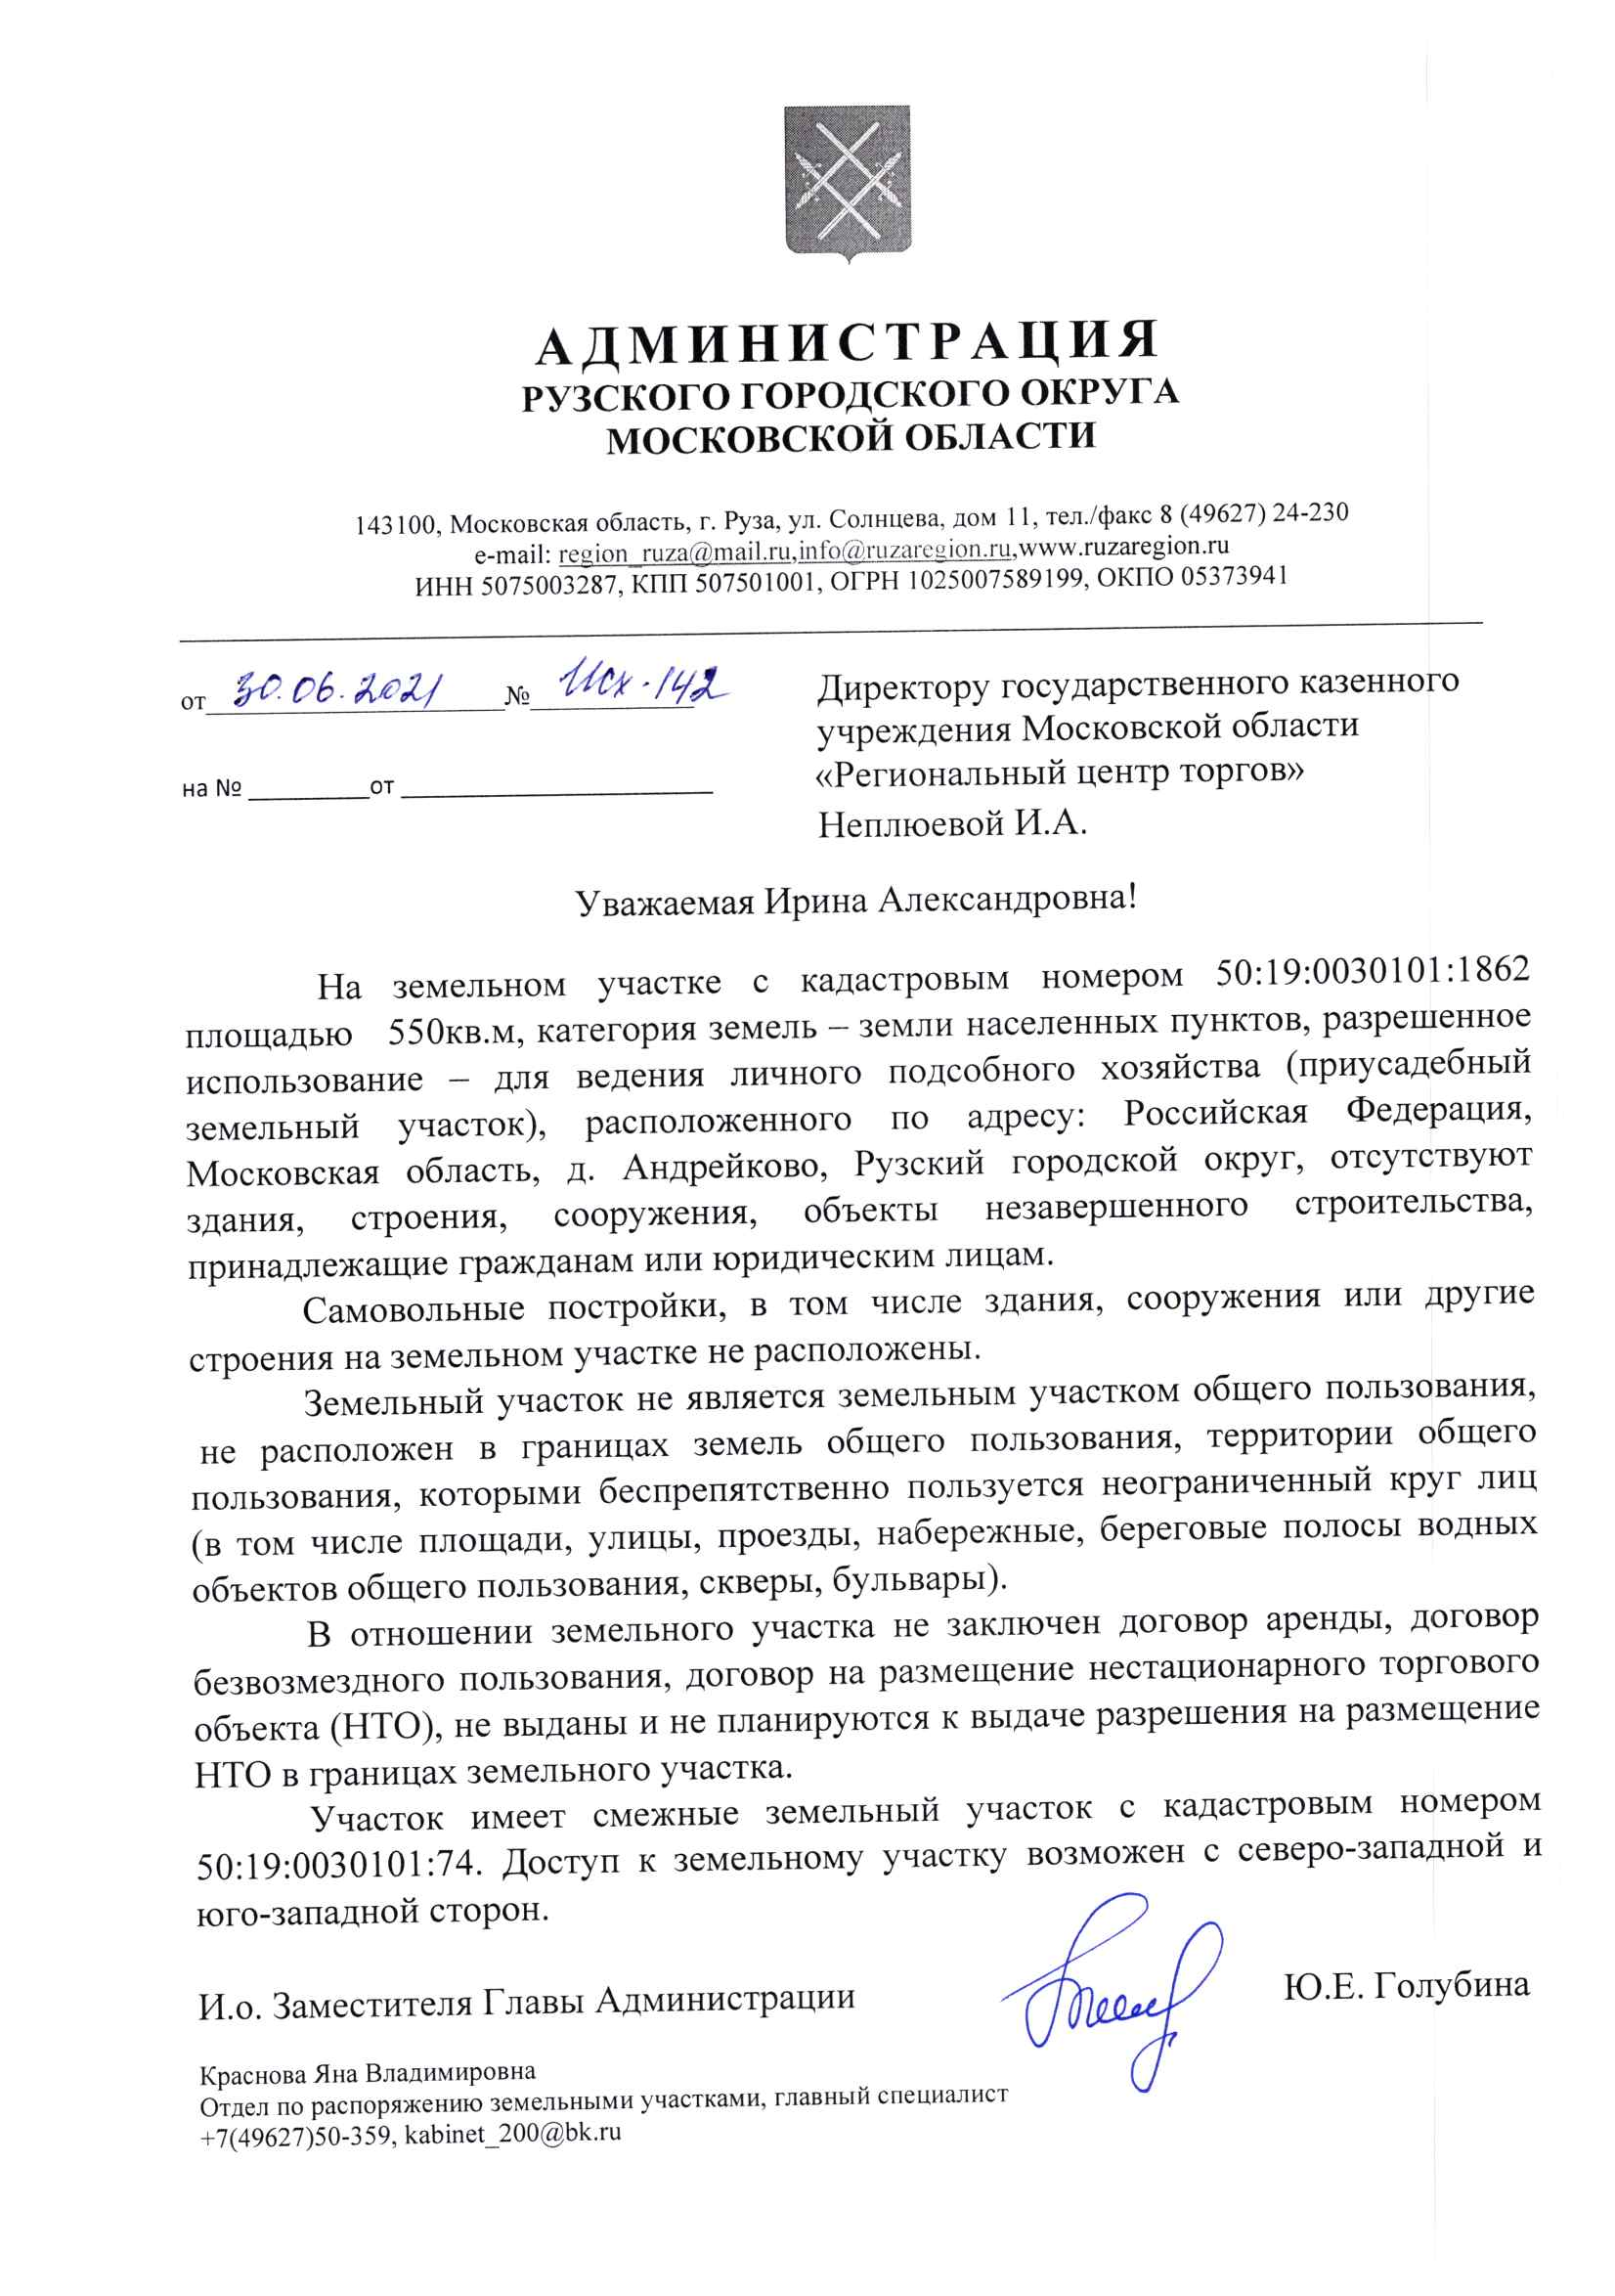 АДМИНИСТРАЦИЯ
РУЗСКОГО ГОРОДСКОГО ОКРУГА
МОСКОВСКОЙ ОБЛАСТИ
143100, Московская область, г. Руза, ул. Солнцева, дом 11, тел./факс 8 (49627) 24-230
e-mail: region_ruza@mail.ru,info@ruzaregion.ru,www.ruzaregion.ru
ИНН 5075003287, КПП 507501001, ОГРН 1025007589199, ОКПО 05373941
от 30.06.2021 № Исх-142
на № __________от __________
Директору государственного казенного
учреждения Московской области
«Региональный центр торгов»
Неплюевой И.А.
Уважаемая Ирина Александровна!
На земельном участке с кадастровым номером 50:19:0030101:1862
площадью 550кв.м, категория земель – земли населенных пунктов, разрешенное
использование – для ведения личного подсобного хозяйства (приусадебный
земельный участок), расположенного по адресу: Российская Федерация,
Московская область, д. Андрейково, Рузский городской округ, отсутствуют
здания, строения, сооружения, объекты незавершенного строительства,
принадлежащие гражданам или юридическим лицам.
Самовольные постройки, в том числе здания, сооружения или другие
строения на земельном участке не расположены.
Земельный участок не является земельным участком общего пользования,
не расположен в границах земель общего пользования, территории общего
пользования, которыми беспрепятственно пользуется неограниченный круг лиц
(в том числе площади, улицы, проезды, набережные, береговые полосы водных
объектов общего пользования, скверы, бульвары).
В отношении земельного участка не заключен договор аренды, договор
безвозмездного пользования, договор на размещение нестационарного торгового
объекта (НТО), не выданы и не планируются к выдаче разрешения на размещение
НТО в границах земельного участка.
Участок имеет смежные земельный участок с кадастровым номером
50:19:0030101:74. Доступ к земельному участку возможен с северо-западной и
юго-западной сторон.
И.о. Заместителя Главы Администрации
Ю.Е. Голубина
Краснова Яна Владимировна
Отдел по распоряжению земельными участками, главный специалист
+7(49627)50-359, kabinet_200@bk.ru